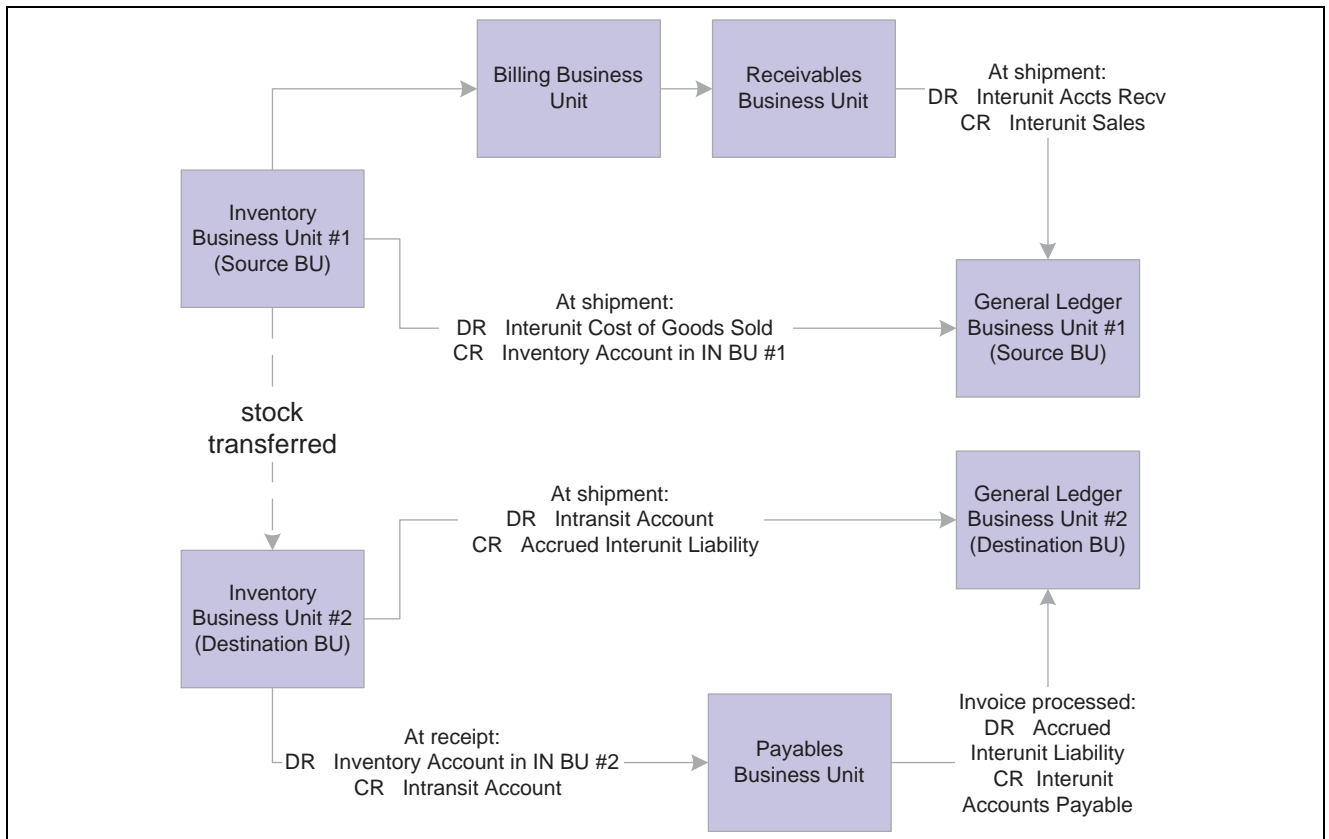 Billing Business
Unit
Receivables
Business Unit
At shipment:
DR Interunit Accts Recv
CR Interunit Sales
Inventory
Business Unit #1
(Source BU)
At shipment:
DR Interunit Cost of Goods Sold
CR Inventory Account in IN BU #1
General Ledger
Business Unit #1
(Source BU)
stock
transferred
At shipment:
DR Intransit Account
CR Accrued Interunit Liability
General Ledger
Business Unit #2
(Destination BU)
Inventory
Business Unit #2
(Destination BU)
At receipt:
DR Inventory Account in IN BU #2
CR Intransit Account
Payables
Business Unit
Invoice processed:
DR Accrued
Interunit Liability
CR Interunit
Accounts Payable